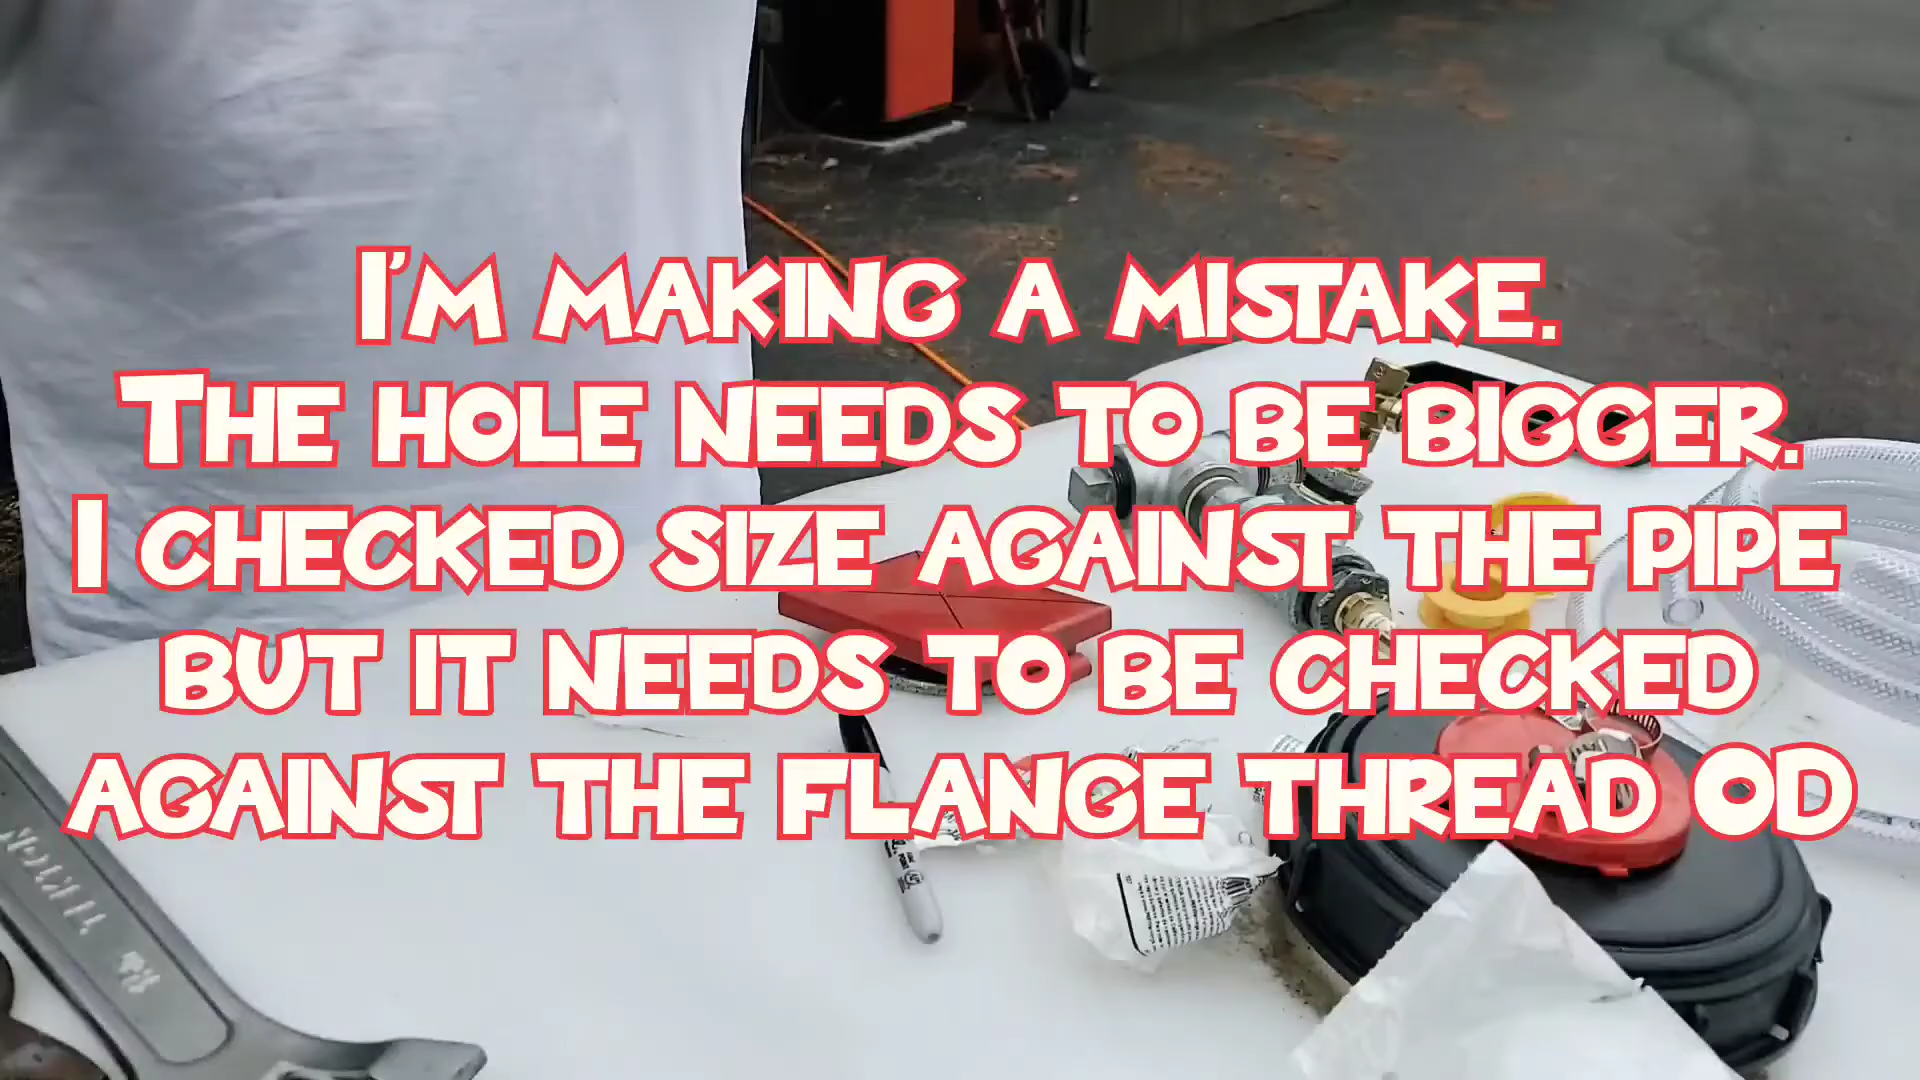 I'm making a mistake.
The hole needs to be bigger.
I checked size against the pipe
but it needs to be checked
against the flange thread OD